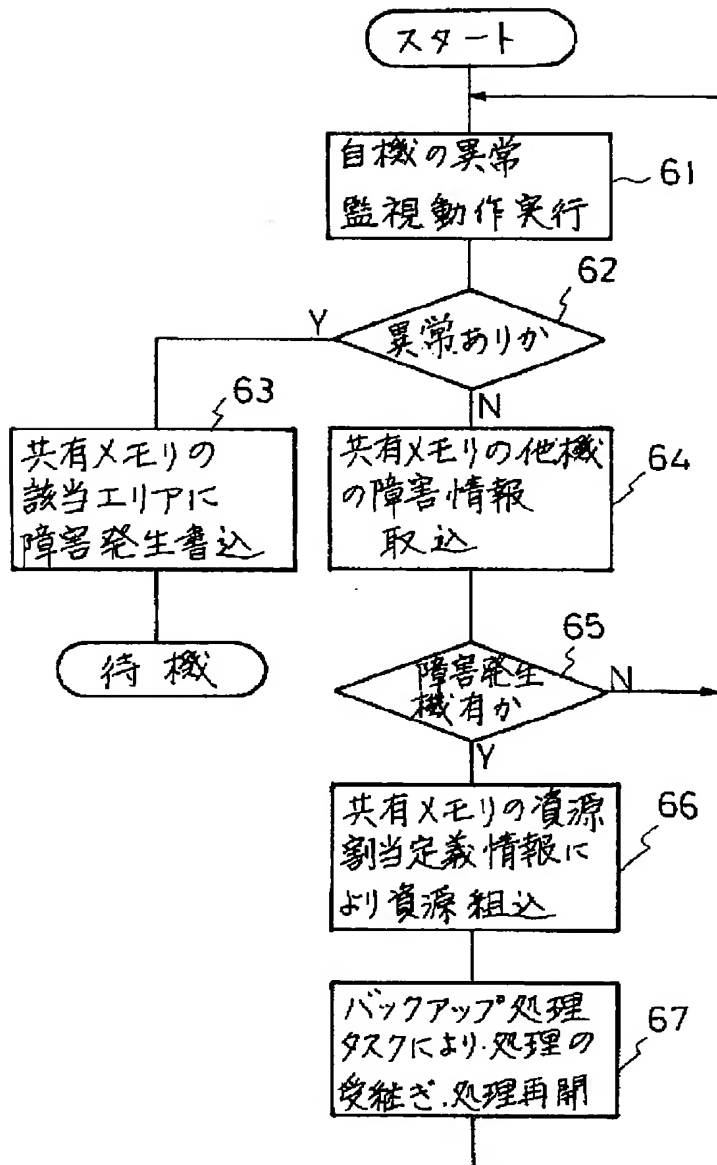 スタート
自機の異常
監視動作実行
61
62
異常ありか
Y
N
63
共有メモリの
該当エリアに
障害発生書込
待機
共有メモリの他機
の障害情報
取込
64
65
障害発生
機有か
N
Y
共有メモリの資源
割当定義情報に
より資源組込
66
バックアップ処理
タスクにより処理の
受継ぎ、処理再開
67